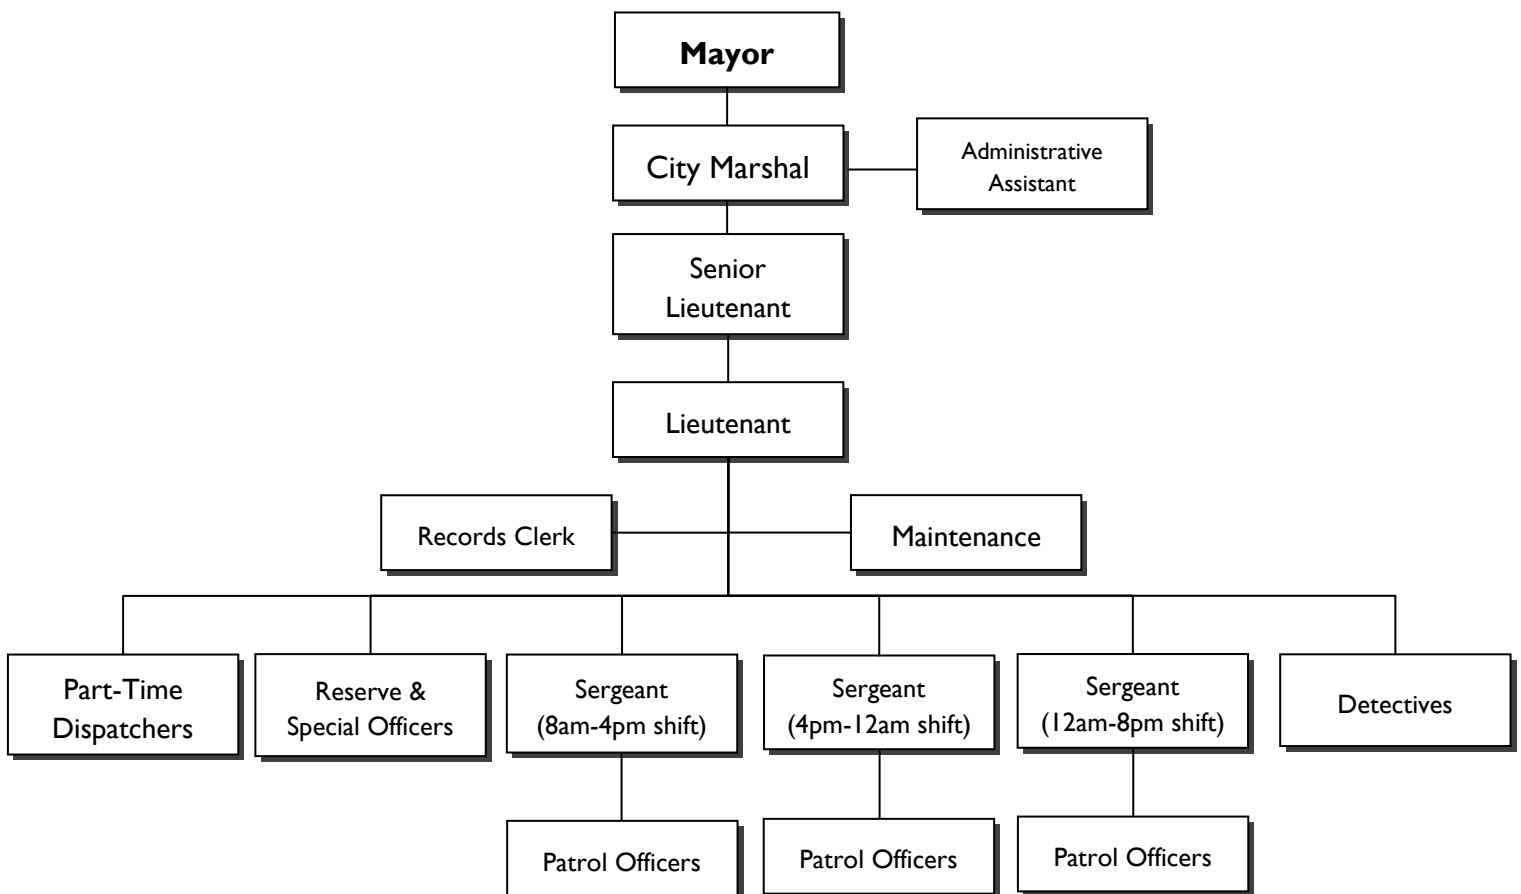 Mayor
City Marshal
Administrative
Assistant
Senior
Lieutenant
Lieutenant
Records Clerk
Maintenance
Part-Time
Dispatchers
Reserve &
Special Officers
Sergeant
(8am-4pm shift)
Sergeant
(4pm-12am shift)
Sergeant
(12am-8pm shift)
Detectives
Patrol Officers
Patrol Officers
Patrol Officers